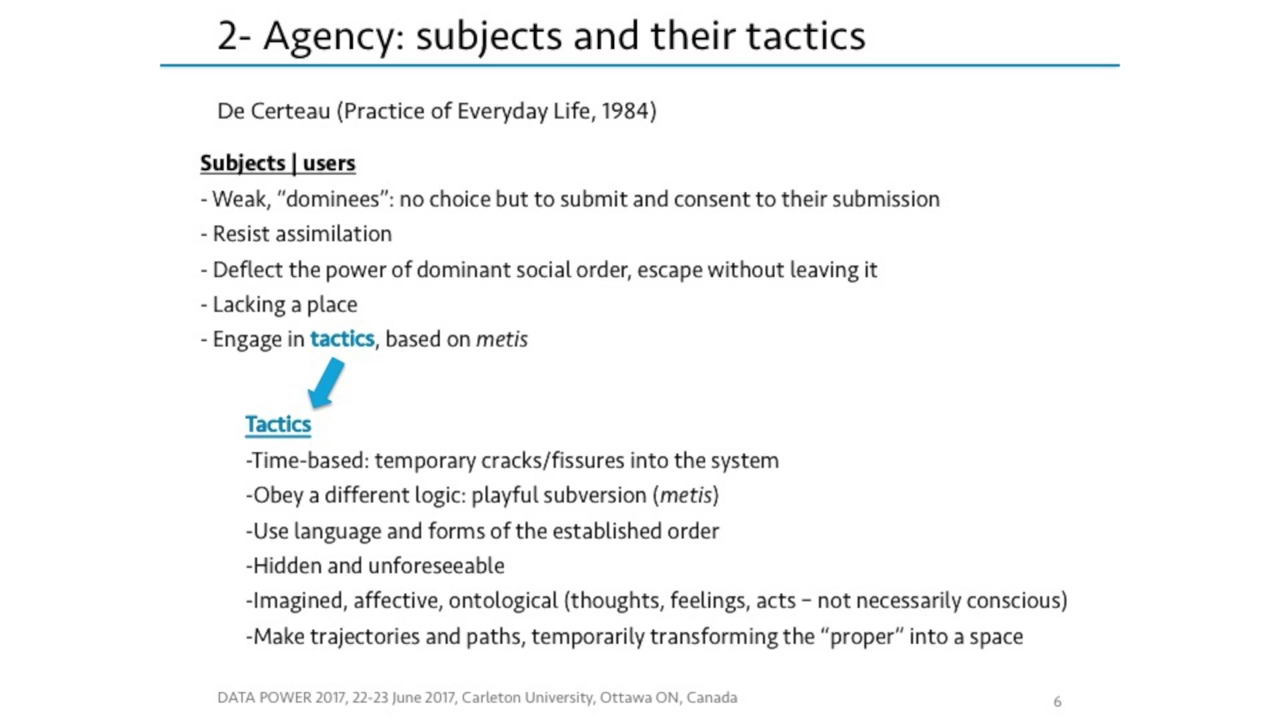 2- Agency: subjects and their tactics
De Certeau (Practice of Everyday Life, 1984)
Subjects | users
- Weak, “dominees”: no choice but to submit and consent to their submission
- Resist assimilation
- Deflect the power of dominant social order, escape without leaving it
- Lacking a place
- Engage in tactics, based on metis
Tactics
-Time-based: temporary cracks/fissures into the system
-Obey a different logic: playful subversion (metis)
-Use language and forms of the established order
-Hidden and unforeseeable
-Imagined, affective, ontological (thoughts, feelings, acts – not necessarily conscious)
-Make trajectories and paths, temporarily transforming the “proper” into a space
DATA POWER 2017, 22-23 June 2017, Carleton University, Ottawa ON, Canada
6